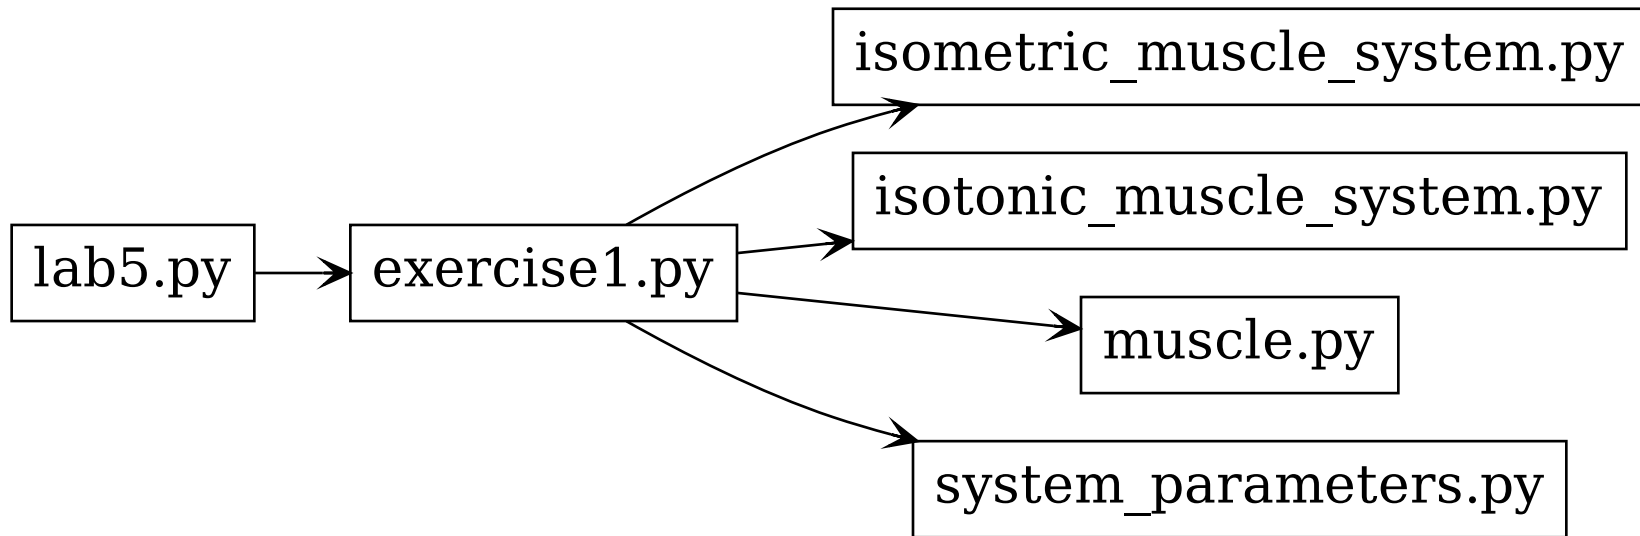 isometric_muscle_system.py
isotonic_muscle_system.py
lab5.py
exercise1.py
muscle.py
system_parameters.py